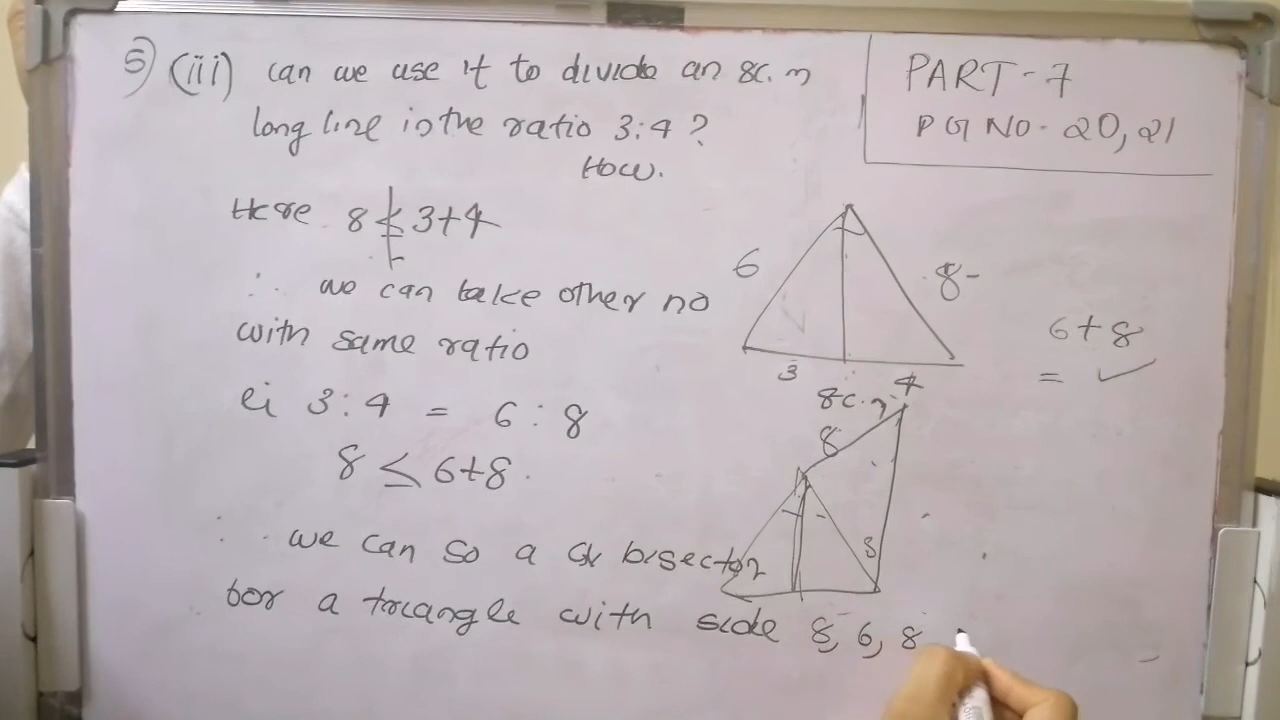 5) (iii) can we use it to divide an 8c.m
long line in the ratio 3:4?
How.
PART-7
PG NO. 20, 21
Here 8 ≰ 3+4
∴ we can take other no
with same ratio
ei 3:4 = 6:8
8 ≤ 6+8.
∴ we can so a bisector
for a triangle with side 8, 6, 8
6
8
3
4
8c.m
6+8
= ✓
8
8